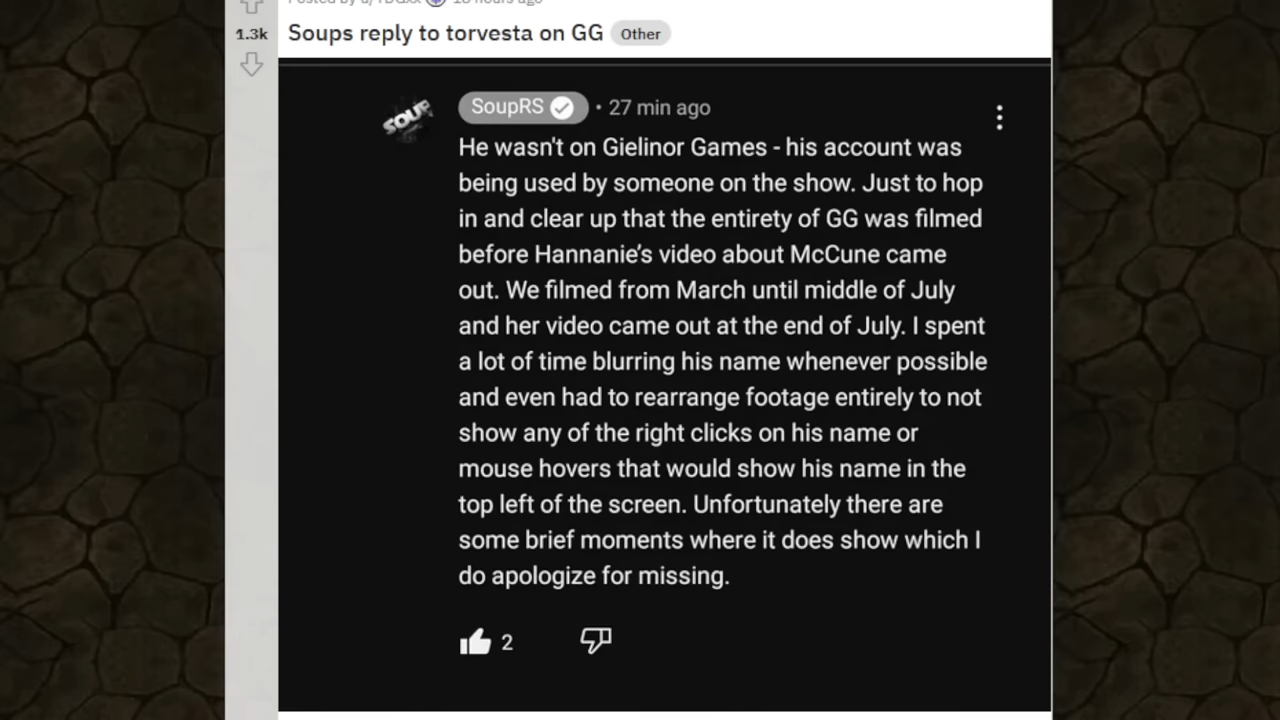 1.3k
Soups reply to torvesta on GG Other
SOUP
SoupRS • 27 min ago
He wasn't on Gielinor Games - his account was
being used by someone on the show. Just to hop
in and clear up that the entirety of GG was filmed
before Hannanie's video about McCune came
out. We filmed from March until middle of July
and her video came out at the end of July. I spent
a lot of time blurring his name whenever possible
and even had to rearrange footage entirely to not
show any of the right clicks on his name or
mouse hovers that would show his name in the
top left of the screen. Unfortunately there are
some brief moments where it does show which I
do apologize for missing.
2